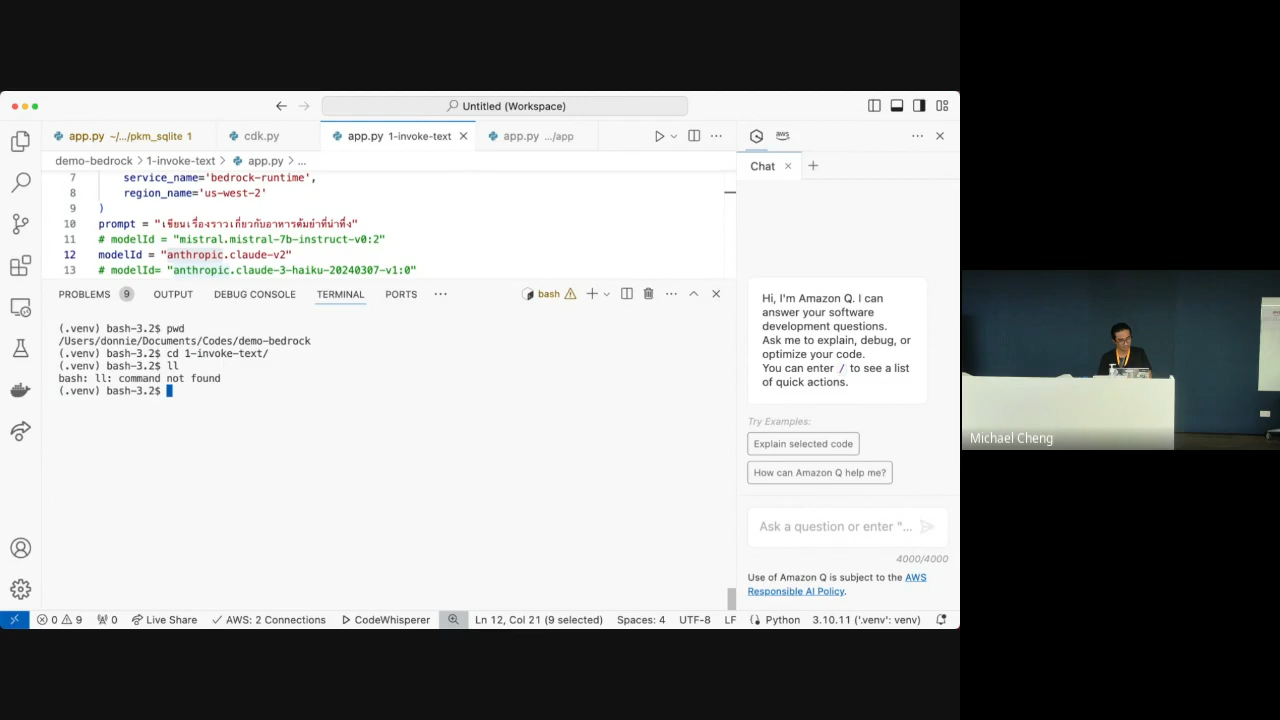 Untitled (Workspace)
app.py ~/.../pkm_sqlite 1
cdk.py
app.py 1-invoke-text
app.py .../app
demo-bedrock > 1-invoke-text > app.py > ...
7 service_name='bedrock-runtime',
8 region_name='us-west-2'
9 )
10 prompt = "เขียนเรื่องราวเกี่ยวกับอาหารต้มยำที่น่าทึ่ง"
11 # modelId = "mistral.mistral-7b-instruct-v0:2"
12 modelId = "anthropic.claude-v2"
13 # modelId= "anthropic.claude-3-haiku-20240307-v1:0"
PROBLEMS 9 OUTPUT DEBUG CONSOLE TERMINAL PORTS ...
bash
(.venv) bash-3.2$ pwd
/Users/donnie/Documents/Codes/demo-bedrock
(.venv) bash-3.2$ cd 1-invoke-text/
(.venv) bash-3.2$ ll
bash: ll: command not found
(.venv) bash-3.2$
aws
Chat
Hi, I'm Amazon Q. I can
answer your software
development questions.
Ask me to explain, debug, or
optimize your code.
You can enter / to see a list
of quick actions.
Try Examples:
Explain selected code
How can Amazon Q help me?
Ask a question or enter "...
4000/4000
Use of Amazon Q is subject to the AWS
Responsible AI Policy.
0 9 0 Live Share AWS: 2 Connections CodeWhisperer Ln 12, Col 21 (9 selected) Spaces: 4 UTF-8 LF Python 3.10.11 ('.venv': venv)
Michael Cheng